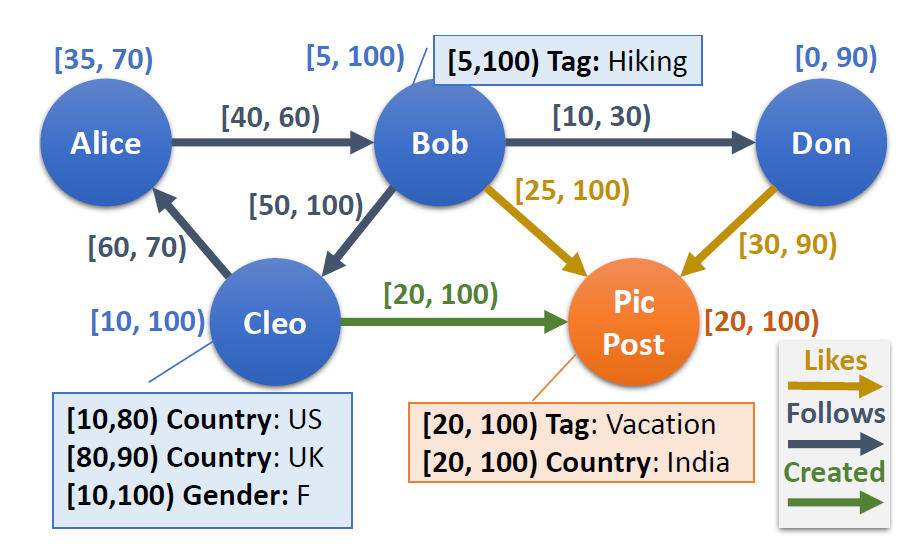 [35, 70)
[5, 100)
[5,100) Tag: Hiking
[0, 90)
Alice
[40, 60)
Bob
[10, 30)
Don
[50, 100)
[25, 100)
[60, 70)
[30, 90)
[10, 100)
Cleo
[20, 100)
Pic
Post
[20, 100)
Likes
Follows
Created
[10,80) Country: US
[80,90) Country: UK
[10,100) Gender: F
[20, 100) Tag: Vacation
[20, 100) Country: India